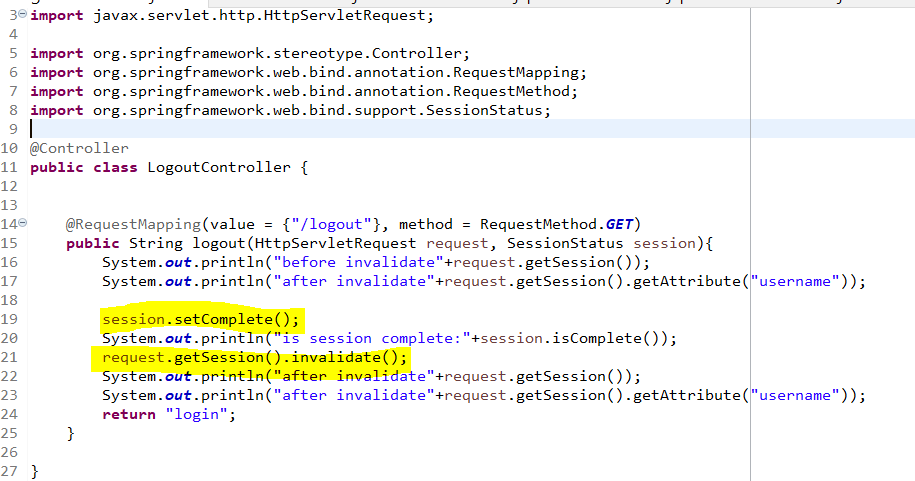 3 import javax.servlet.http.HttpServletRequest;
4
5 import org.springframework.stereotype.Controller;
6 import org.springframework.web.bind.annotation.RequestMapping;
7 import org.springframework.web.bind.annotation.RequestMethod;
8 import org.springframework.web.bind.support.SessionStatus;
9
10 @Controller
11 public class LogoutController {
12
13
14 @RequestMapping(value = {"/logout"}, method = RequestMethod.GET)
15 public String logout(HttpServletRequest request, SessionStatus session){
16 System.out.println("before invalidate"+request.getSession());
17 System.out.println("after invalidate"+request.getSession().getAttribute("username"));
18
19 session.setComplete();
20 System.out.println("is session complete:"+session.isComplete());
21 request.getSession().invalidate();
22 System.out.println("after invalidate"+request.getSession());
23 System.out.println("after invalidate"+request.getSession().getAttribute("username"));
24 return "login";
25 }
26
27 }